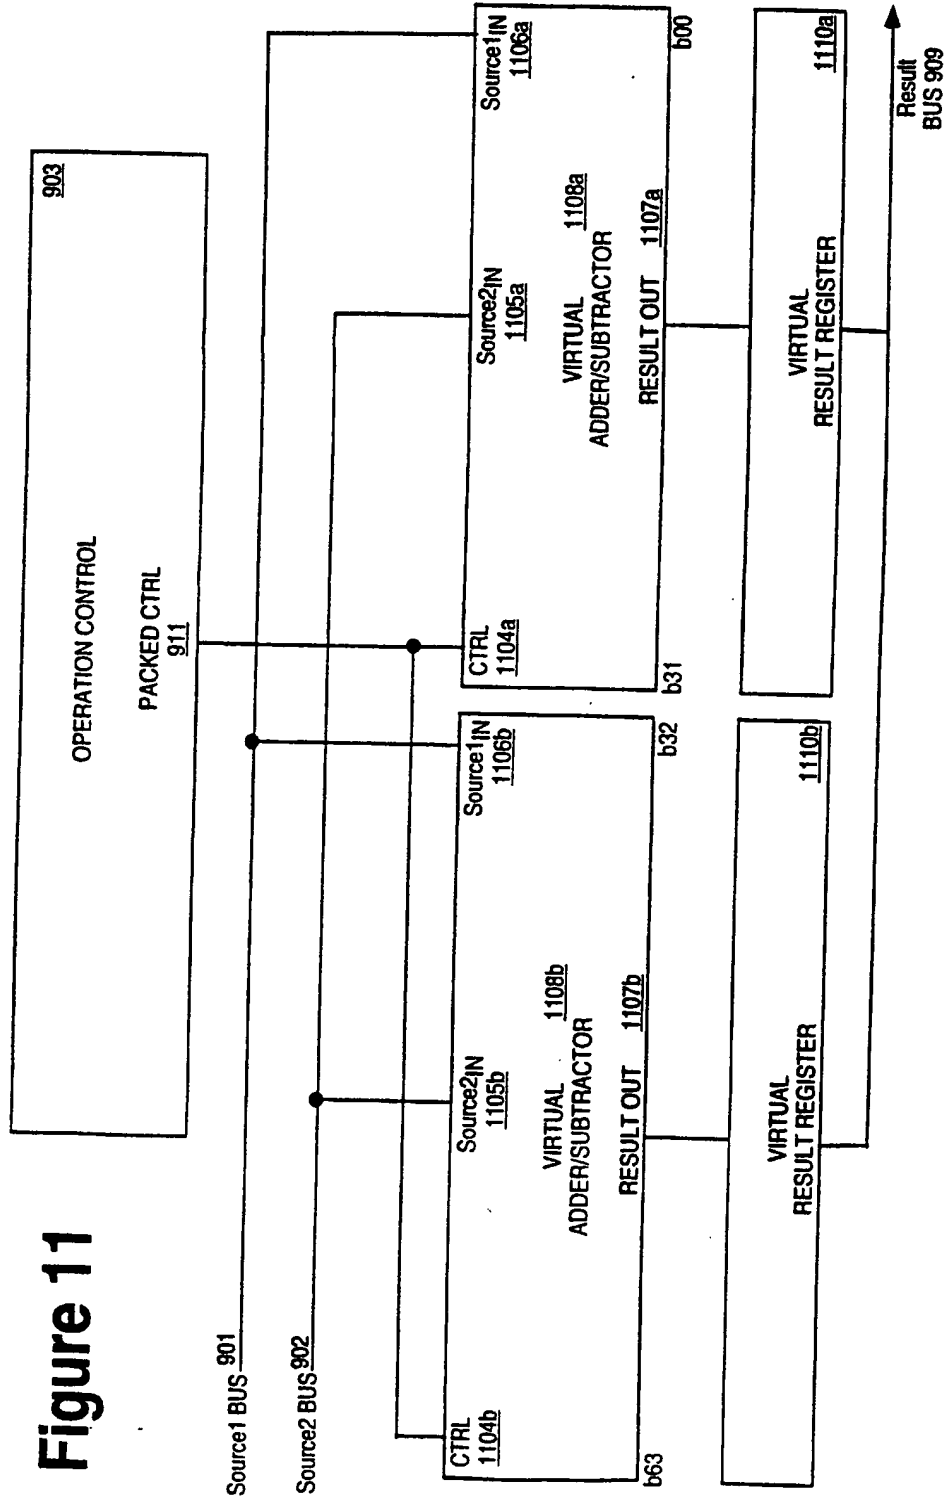 Figure 11
903
OPERATION CONTROL
PACKED CTRL
911
Source1 BUS 901
Source2 BUS 902
CTRL
1104b
Source2IN
1105b
Source1IN
1106b
VIRTUAL
ADDER/SUBTRACTOR
1108b
RESULT OUT 1107b
b63
b32
CTRL
1104a
Source2IN
1105a
Source1IN
1106a
VIRTUAL
ADDER/SUBTRACTOR
1108a
RESULT OUT 1107a
b31
b00
VIRTUAL
RESULT REGISTER
1110b
VIRTUAL
RESULT REGISTER
1110a
Result
BUS 909